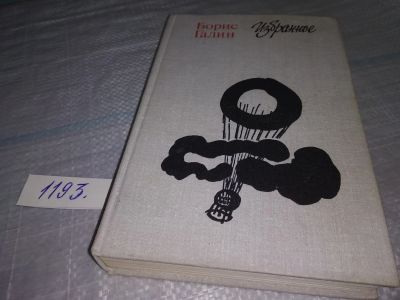 Борис
Галин
Избранное
1193.